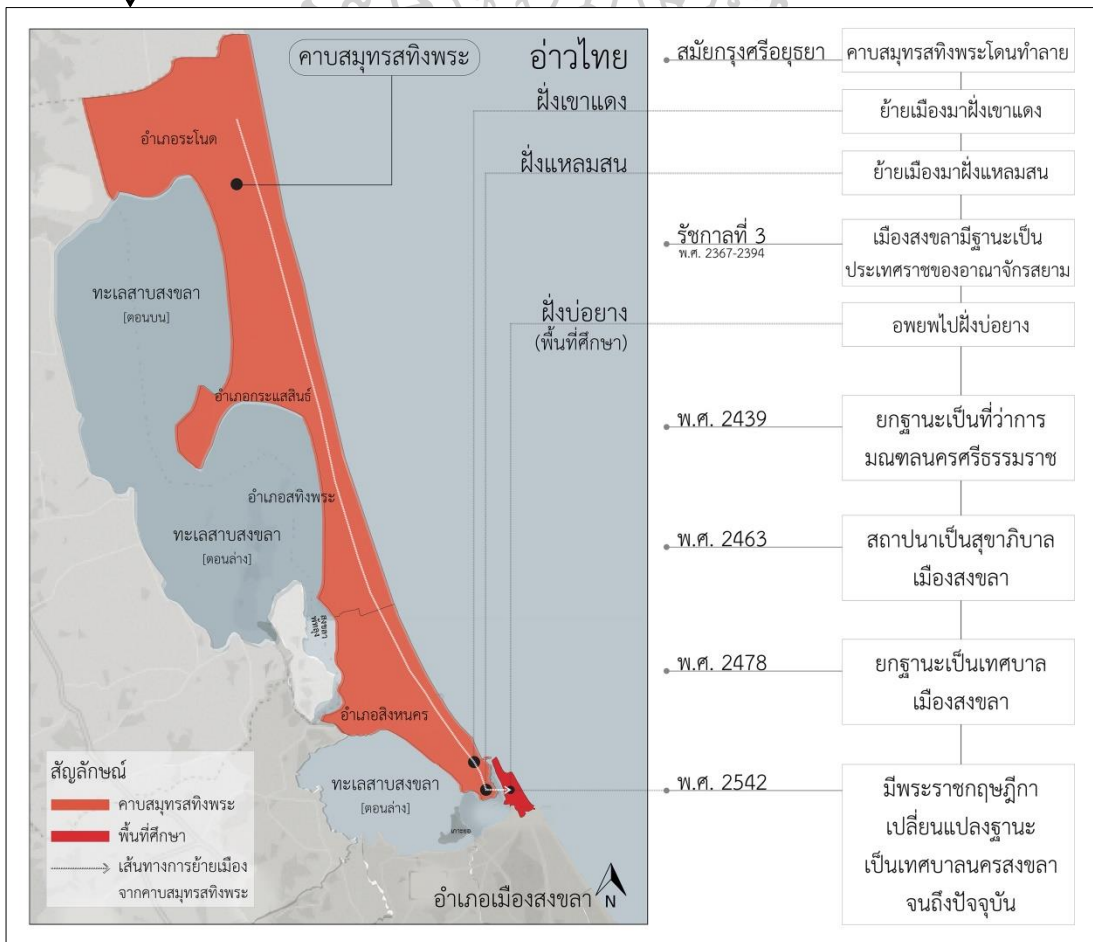 คาบสมุทรสทิงพระ
อ่าวไทย
ฝั่งเขาแดง
ฝั่งแหลมสน
ฝั่งบ่อยาง
(พื้นที่ศึกษา)
อำเภอระโนด
ทะเลสาบสงขลา
[ตอนบน]
อำเภอกระแสสินธ์
อำเภอสทิงพระ
ทะเลสาบสงขลา
[ตอนล่าง]
สงขลา
พัทลุง
อำเภอสิงหนคร
ทะเลสาบสงขลา
[ตอนล่าง]
เกาะยอ
อำเภอเมืองสงขลา
N
สัญลักษณ์
คาบสมุทรสทิงพระ
พื้นที่ศึกษา
เส้นทางการย้ายเมือง
จากคาบสมุทรสทิงพระ
สมัยกรุงศรีอยุธยา
คาบสมุทรสทิงพระโดนทำลาย
ย้ายเมืองมาฝั่งเขาแดง
ย้ายเมืองมาฝั่งแหลมสน
รัชกาลที่ 3
พ.ศ. 2367-2394
เมืองสงขลามีฐานะเป็น
ประเทศราชของอาณาจักรสยาม
อพยพไปฝั่งบ่อยาง
พ.ศ. 2439
ยกฐานะเป็นที่ว่าการ
มณฑลนครศรีธรรมราช
พ.ศ. 2463
สถาปนาเป็นสุขาภิบาล
เมืองสงขลา
พ.ศ. 2478
ยกฐานะเป็นเทศบาล
เมืองสงขลา
พ.ศ. 2542
มีพระราชกฤษฎีกา
เปลี่ยนแปลงฐานะ
เป็นเทศบาลนครสงขลา
จนถึงปัจจุบัน